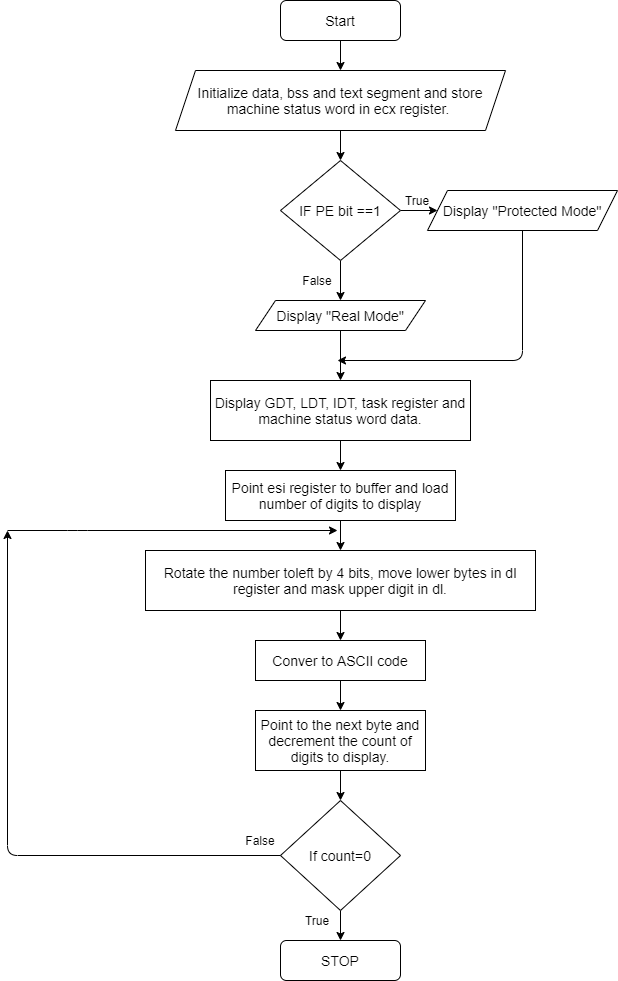 Start
Initialize data, bss and text segment and store
machine status word in ecx register.
IF PE bit ==1
True
Display "Protected Mode"
False
Display "Real Mode"
Display GDT, LDT, IDT, task register and
machine status word data.
Point esi register to buffer and load
number of digits to display
Rotate the number toleft by 4 bits, move lower bytes in dl
register and mask upper digit in dl.
Conver to ASCII code
Point to the next byte and
decrement the count of
digits to display.
False
If count=0
True
STOP